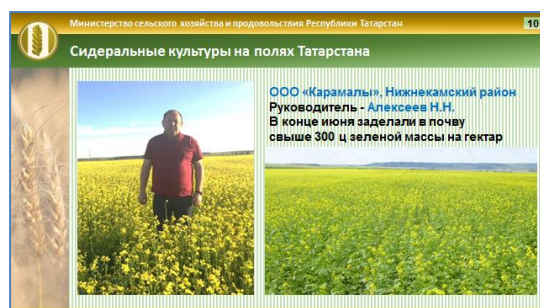 Министерство сельского хозяйства и продовольствия Республики Татарстан
10
Сидеральные культуры на полях Татарстана
ООО «Карамалы», Нижнекамский район
Руководитель - Алексеев Н.Н.
В конце июня заделали в почву
свыше 300 ц зеленой массы на гектар